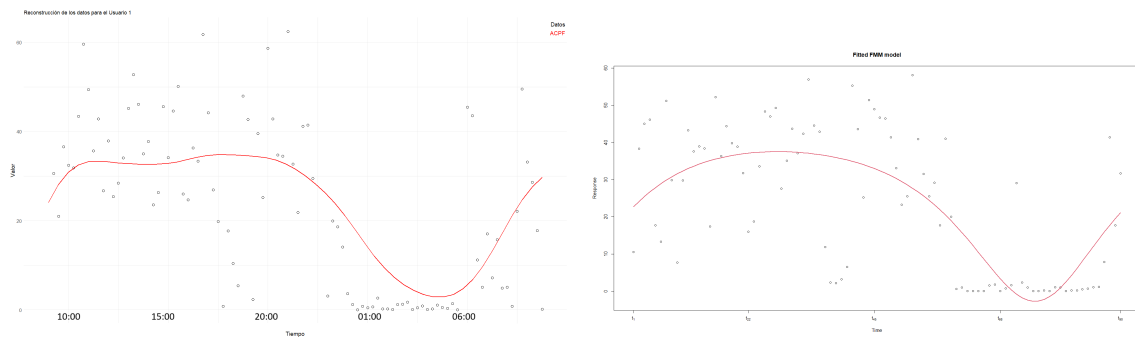 Reconstrucción de los datos para el Usuario 1
Datos
ACPF
Valor
60
40
20
0
10:00
15:00
20:00
01:00
06:00
Tiempo
Fitted FMM model
Response
60
50
40
30
20
10
0
t₁
Time